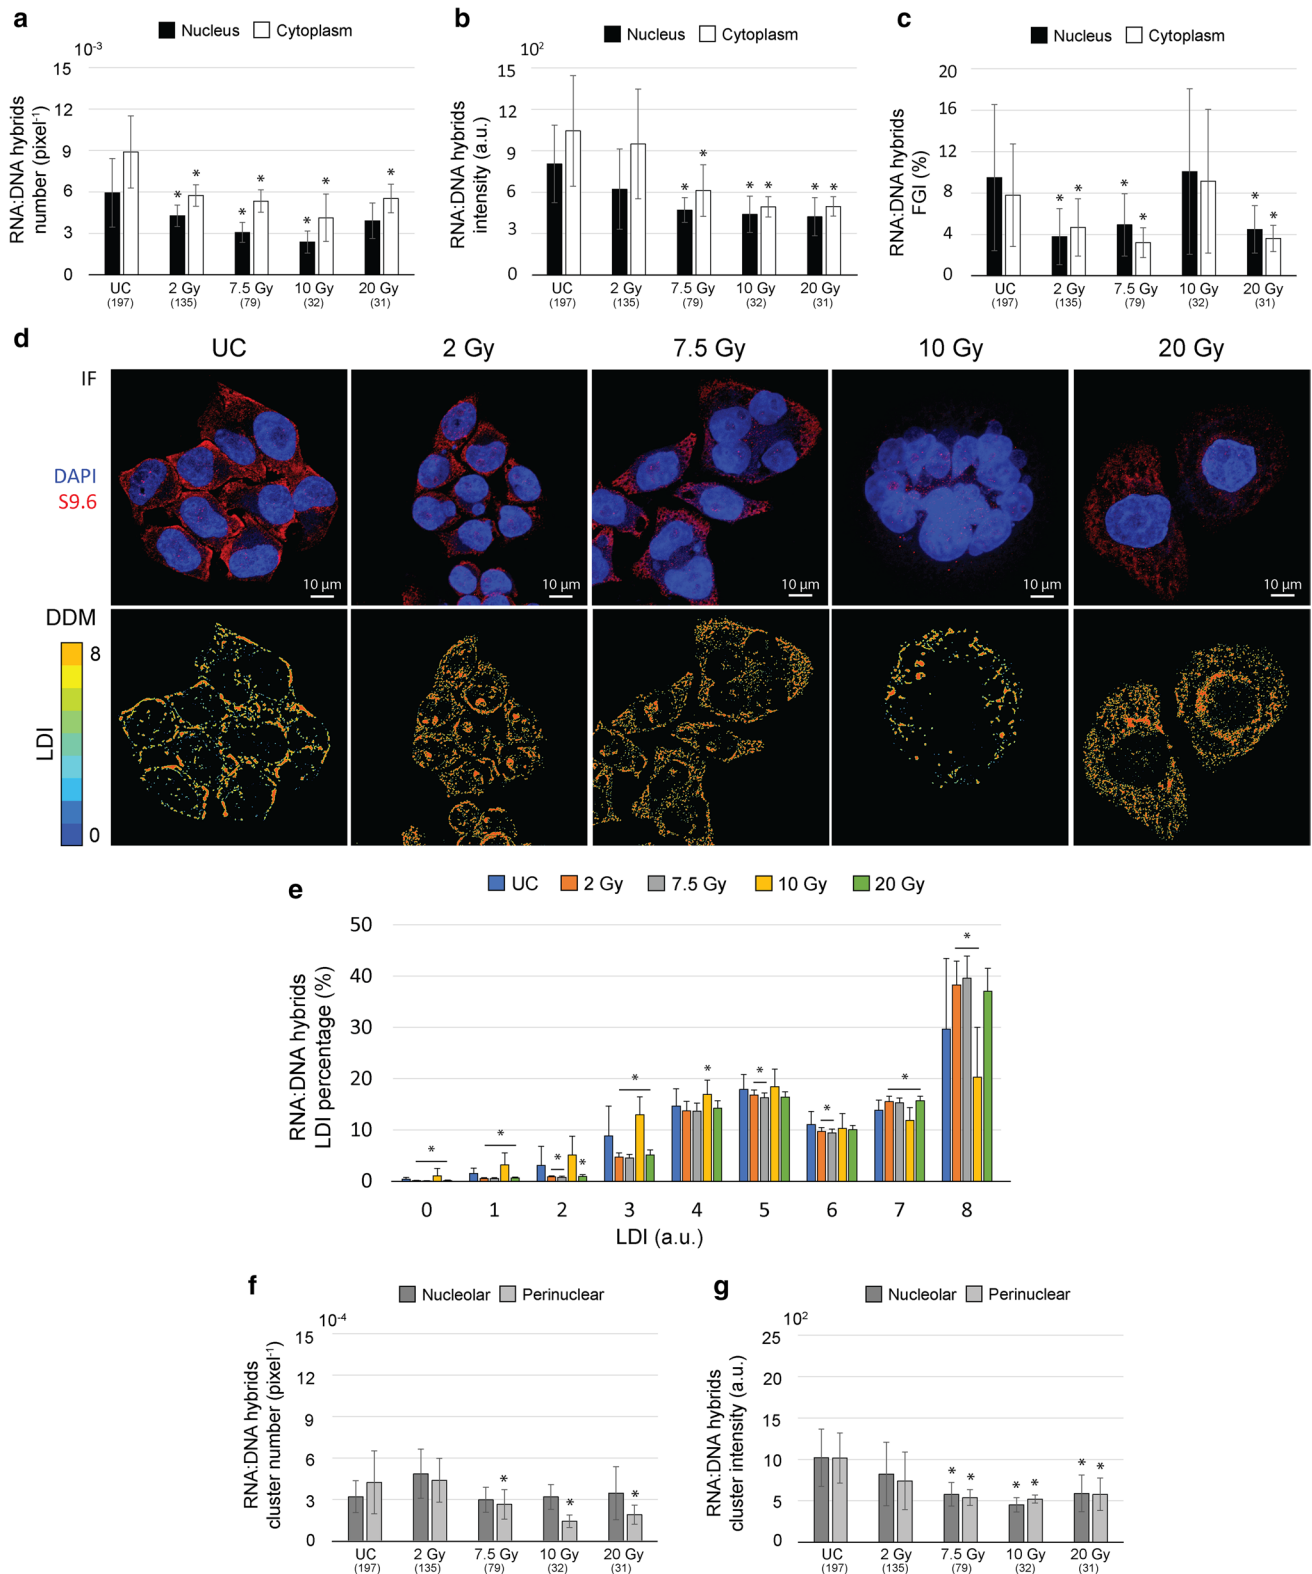 a
Nucleus Cytoplasm
10-3
RNA:DNA hybrids
number (pixel-1)
15
12
9
6
3
0
* * * * * * *
UC 2 Gy 7.5 Gy 10 Gy 20 Gy
(197) (135) (79) (32) (31)
b
Nucleus Cytoplasm
102
RNA:DNA hybrids
intensity (a.u.)
15
12
9
6
3
0
* * * * * *
UC 2 Gy 7.5 Gy 10 Gy 20 Gy
(197) (135) (79) (32) (31)
c
Nucleus Cytoplasm
RNA:DNA hybrids
FGI (%)
20
16
12
8
4
0
* * * * * *
UC 2 Gy 7.5 Gy 10 Gy 20 Gy
(197) (135) (79) (32) (31)
d
UC 2 Gy 7.5 Gy 10 Gy 20 Gy
IF
DAPI
S9.6
10 µm 10 µm 10 µm 10 µm 10 µm
DDM
LDI
8
0
e
UC 2 Gy 7.5 Gy 10 Gy 20 Gy
RNA:DNA hybrids
LDI percentage (%)
50
40
30
20
10
0
* * * * * * * * * *
0 1 2 3 4 5 6 7 8
LDI (a.u.)
f
Nucleolar Perinuclear
10-4
RNA:DNA hybrids
cluster number (pixel-1)
15
12
9
6
3
0
* * *
UC 2 Gy 7.5 Gy 10 Gy 20 Gy
(197) (135) (79) (32) (31)
g
Nucleolar Perinuclear
102
RNA:DNA hybrids
cluster intensity (a.u.)
25
20
15
10
5
0
* * * * * *
UC 2 Gy 7.5 Gy 10 Gy 20 Gy
(197) (135) (79) (32) (31)